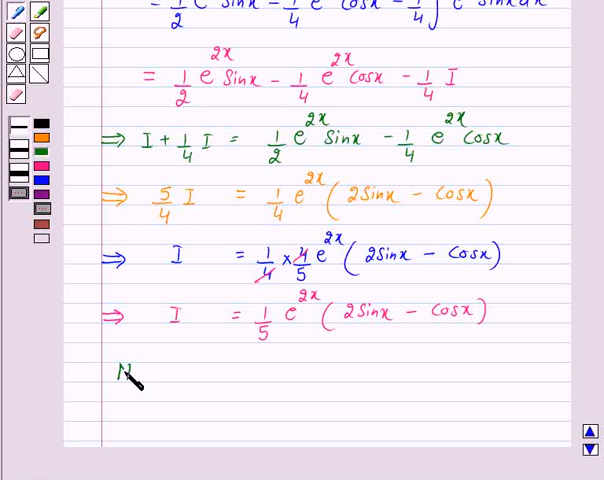 = 1/2 e^2x sinx - 1/4 e^2x cosx - 1/4 I
⇒ I + 1/4 I = 1/2 e^2x sinx - 1/4 e^2x cosx
⇒ 5/4 I = 1/4 e^2x (2sinx - cosx)
⇒ I = 1/4 × 4/5 e^2x (2sinx - cosx)
⇒ I = 1/5 e^2x (2sinx - cosx)
N